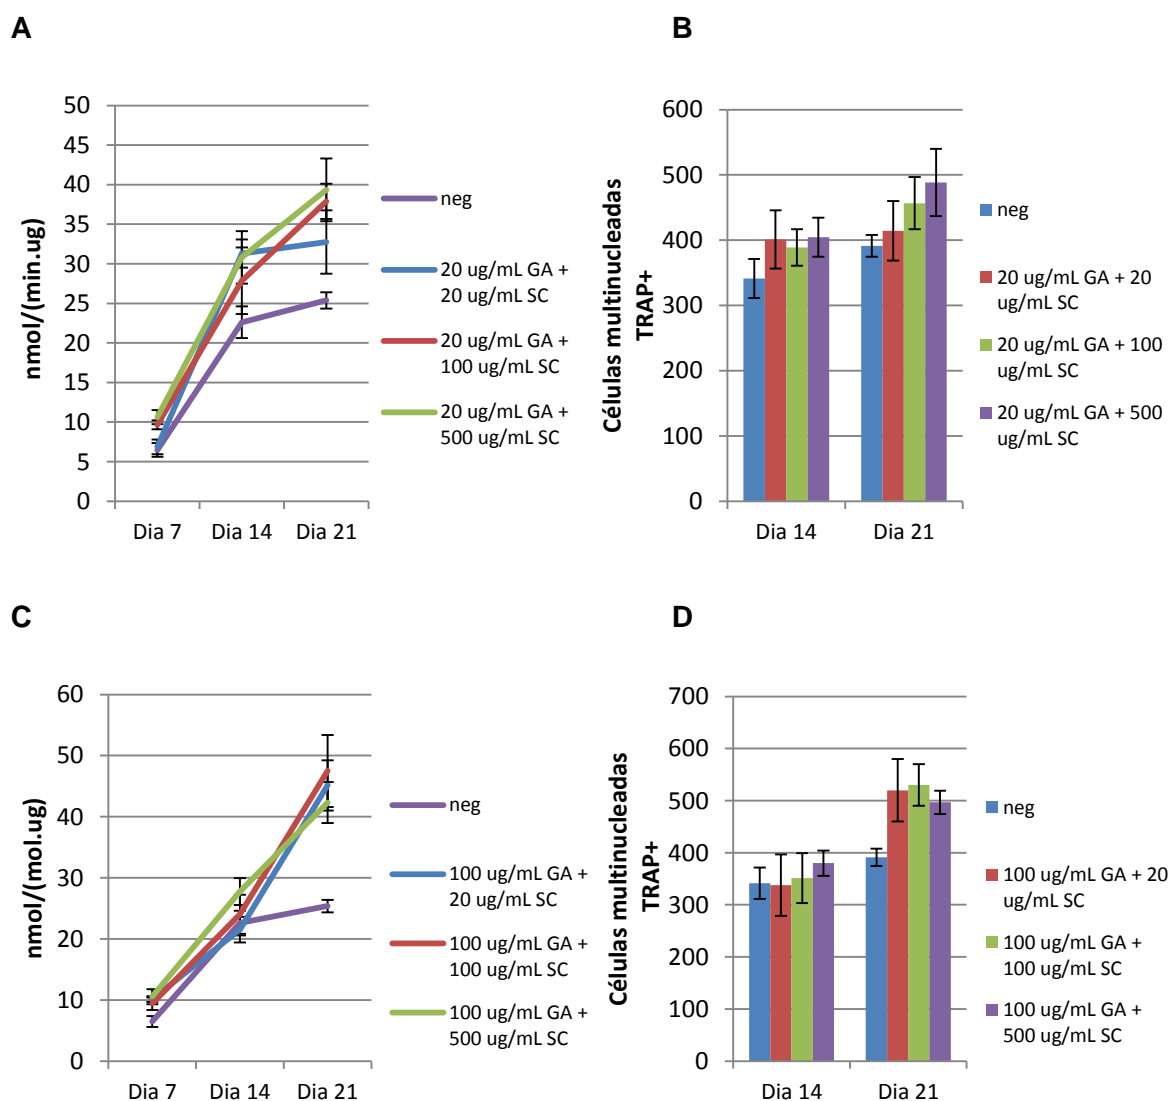 A
nmol/(min.ug)
50
45
40
35
30
25
20
15
10
5
0
Dia 7 Dia 14 Dia 21
neg
20 ug/mL GA +
20 ug/mL SC
20 ug/mL GA +
100 ug/mL SC
20 ug/mL GA +
500 ug/mL SC
B
Células multinucleadas
TRAP+
600
500
400
300
200
100
0
Dia 14 Dia 21
neg
20 ug/mL GA + 20
ug/mL SC
20 ug/mL GA + 100
ug/mL SC
20 ug/mL GA + 500
ug/mL SC
C
nmol/(mol.ug)
60
50
40
30
20
10
0
Dia 7 Dia 14 Dia 21
neg
100 ug/mL GA +
20 ug/mL SC
100 ug/mL GA +
100 ug/mL SC
100 ug/mL GA +
500 ug/mL SC
D
Células multinucleadas
TRAP+
700
600
500
400
300
200
100
0
Dia 14 Dia 21
neg
100 ug/mL GA + 20
ug/mL SC
100 ug/mL GA +
100 ug/mL SC
100 ug/mL GA +
500 ug/mL SC